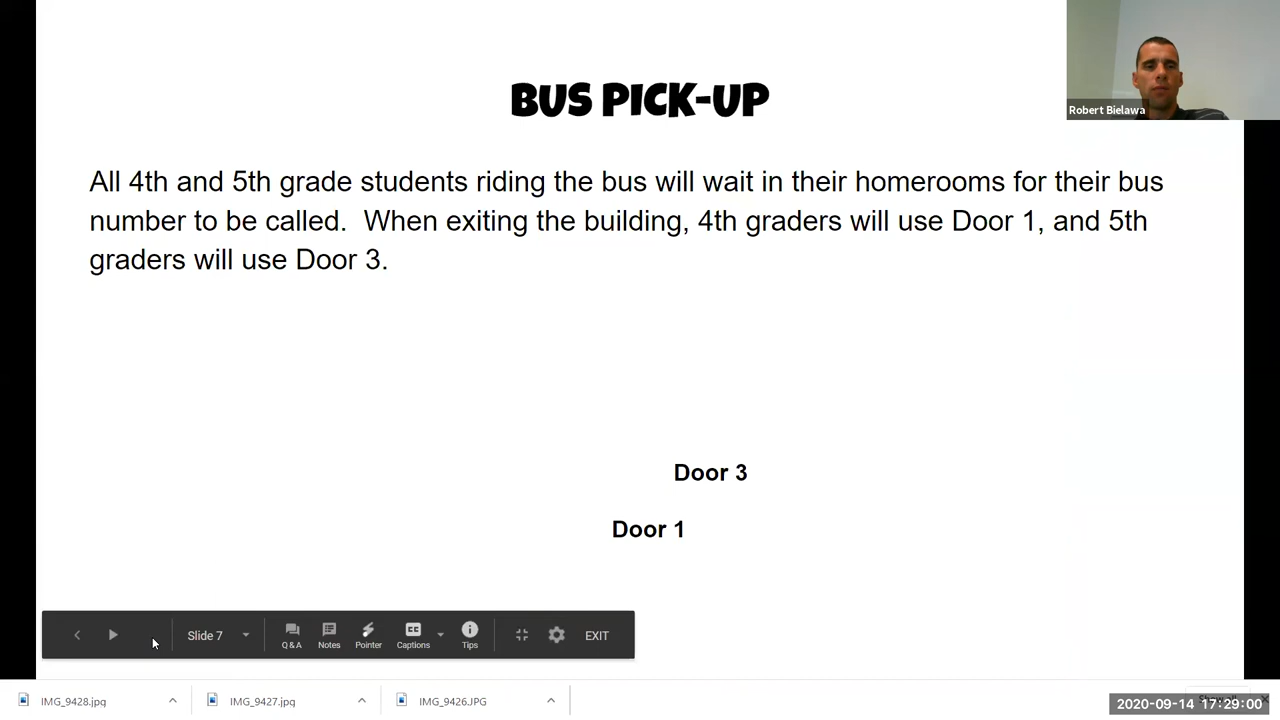 BUS PICK-UP
Robert Bielawa
All 4th and 5th grade students riding the bus will wait in their homerooms for their bus
number to be called.  When exiting the building, 4th graders will use Door 1, and 5th
graders will use Door 3.
Door 3
Door 1
Slide 7
Q & A
Notes
Pointer
CC
Captions
Tips
EXIT
IMG_9428.jpg
IMG_9427.jpg
IMG_9426.JPG
Show all
2020-09-14 17:29:00